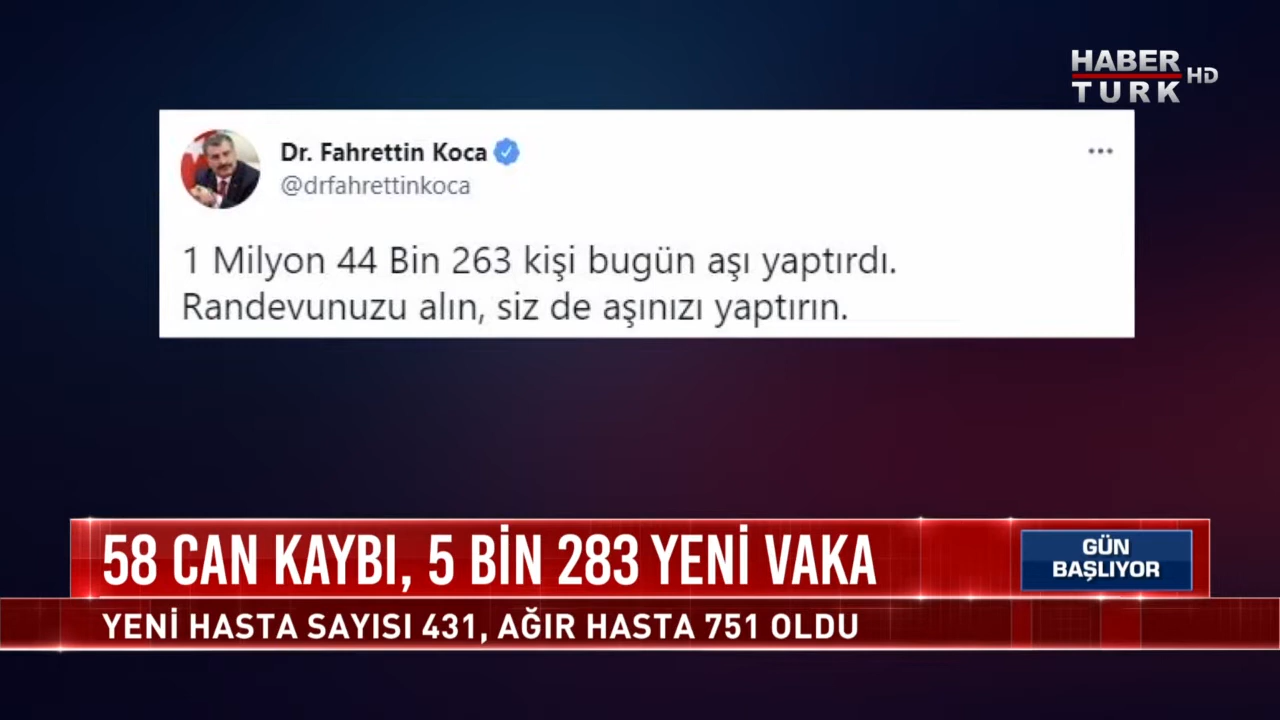 HABER
TURK HD
Dr. Fahrettin Koca
@drfahrettinkoca
1 Milyon 44 Bin 263 kişi bugün aşı yaptırdı.
Randevunuzu alın, siz de aşınızı yaptırın.
58 CAN KAYBI, 5 BİN 283 YENİ VAKA
GÜN
BAŞLIYOR
YENİ HASTA SAYISI 431, AĞIR HASTA 751 OLDU